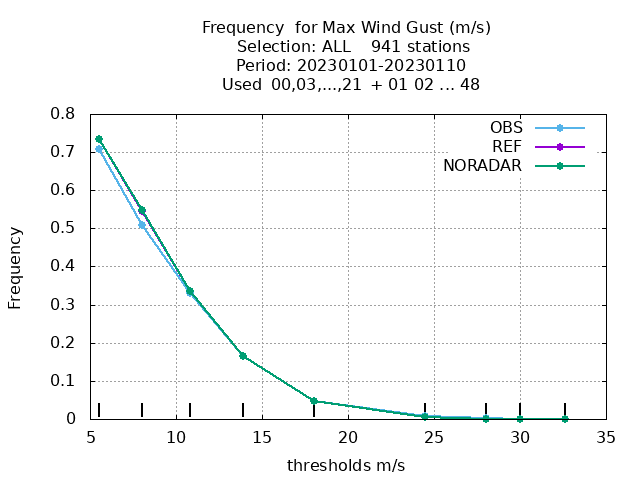 Frequency for Max Wind Gust (m/s)
Selection: ALL 941 stations
Period: 20230101-20230110
Used 00,03,...,21 + 01 02 ... 48
0.8
0.7
0.6
0.5
0.4
0.3
0.2
0.1
0
Frequency
OBS
REF
NORADAR
5 10 15 20 25 30 35
thresholds m/s